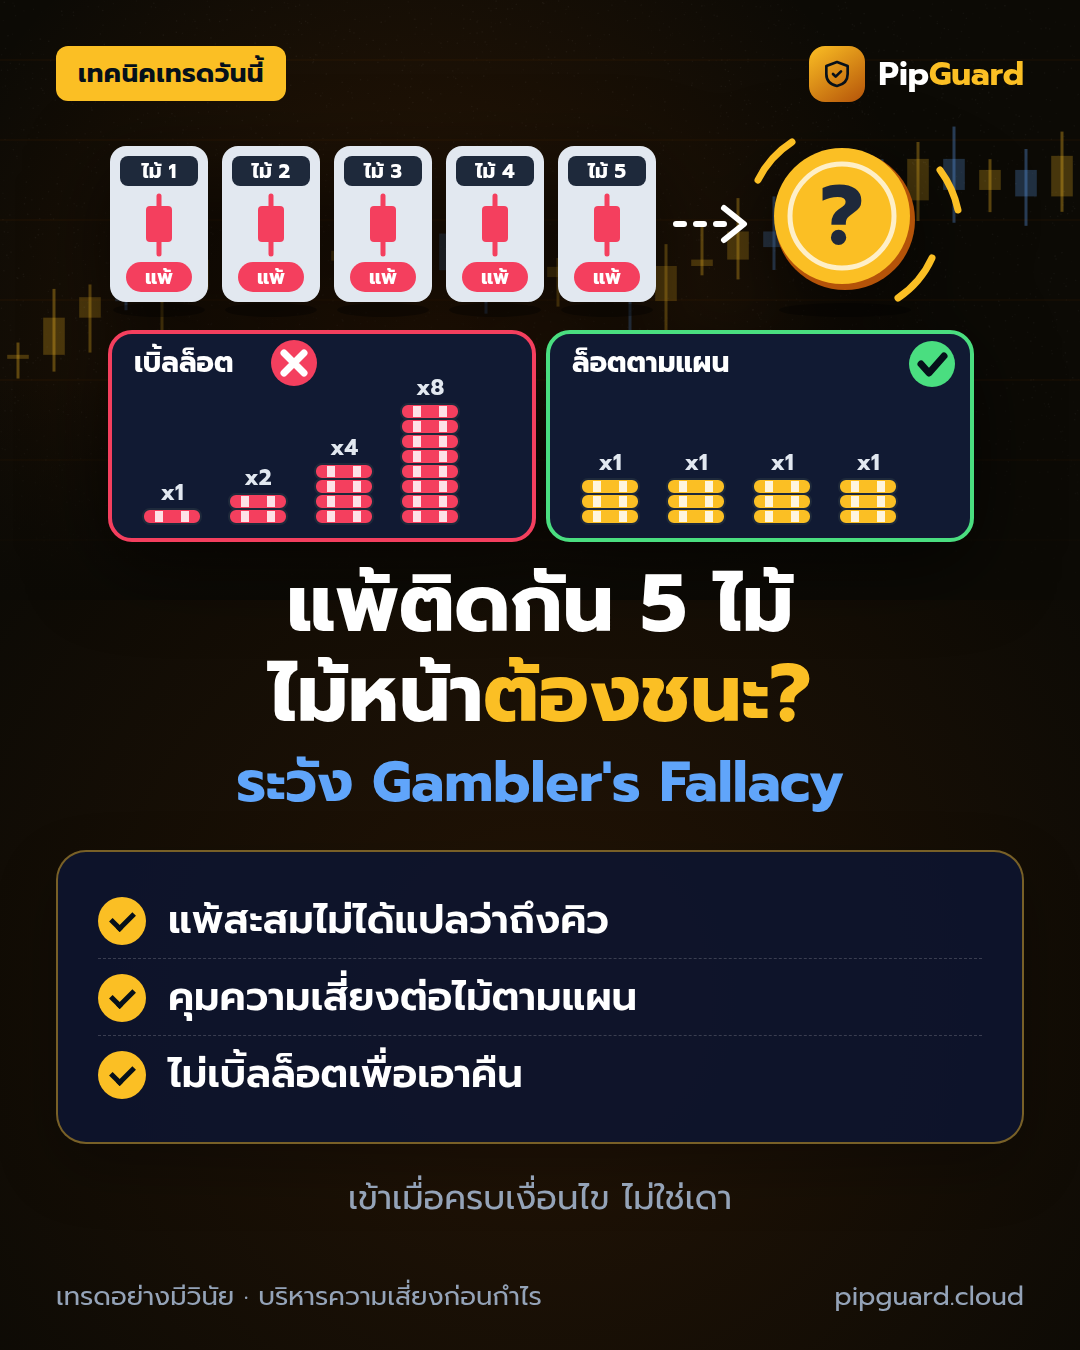 เทคนิคเทรดวันนี้
PipGuard
ไม้ 1 ไม้ 2 ไม้ 3 ไม้ 4 ไม้ 5
?
แพ้ แพ้ แพ้ แพ้ แพ้
เบิ้ลล็อต
x1 x2 x4 x8
ล็อตตามแผน
x1 x1 x1 x1
แพ้ติดกัน 5 ไม้
ไม้หน้าต้องชนะ?
ระวัง Gambler's Fallacy
แพ้สะสมไม่ได้แปลว่าถึงคิว
คุมความเสี่ยงต่อไม้ตามแผน
ไม่เบิ้ลล็อตเพื่อเอาคืน
เข้าเมื่อครบเงื่อนไข ไม่ใช่เดา
เทรดอย่างมีวินัย · บริหารความเสี่ยงก่อนกำไร
pipguard.cloud